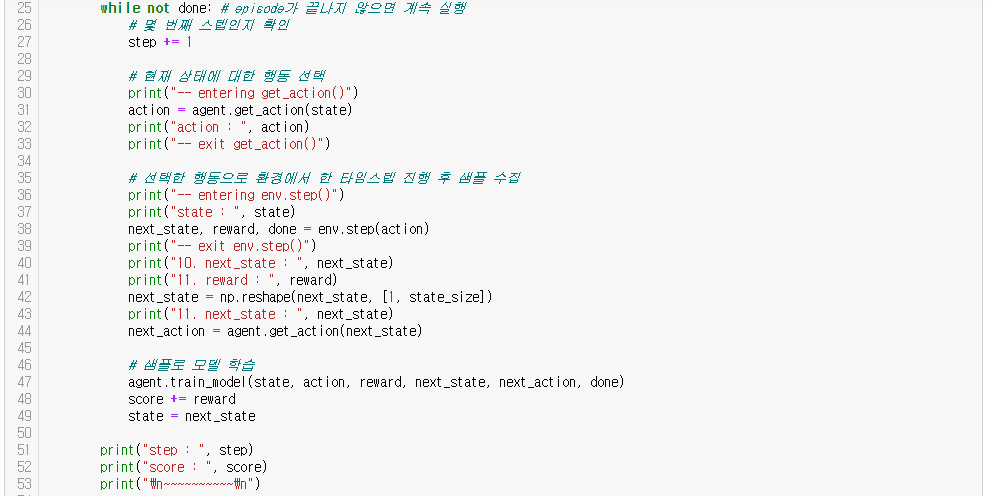 25 while not done: # episode가 끝나지 않으면 계속 실행
26 # 몇 번째 스텝인지 확인
27 step += 1
28
29 # 현재 상태에 대한 행동 선택
30 print("-- entering get_action()")
31 action = agent.get_action(state)
32 print("action : ", action)
33 print("-- exit get_action()")
34
35 # 선택한 행동으로 환경에서 한 타임스텝 진행 후 샘플 수집
36 print("-- entering env.step()")
37 print("state : ", state)
38 next_state, reward, done = env.step(action)
39 print("-- exit env.step()")
40 print("10. next_state : ", next_state)
41 print("11. reward : ", reward)
42 next_state = np.reshape(next_state, [1, state_size])
43 print("11. next_state : ", next_state)
44 next_action = agent.get_action(next_state)
45
46 # 샘플로 모델 학습
47 agent.train_model(state, action, reward, next_state, next_action, done)
48 score += reward
49 state = next_state
50
51 print("step : ", step)
52 print("score : ", score)
53 print("₩n~~~~~~~~~~₩n")